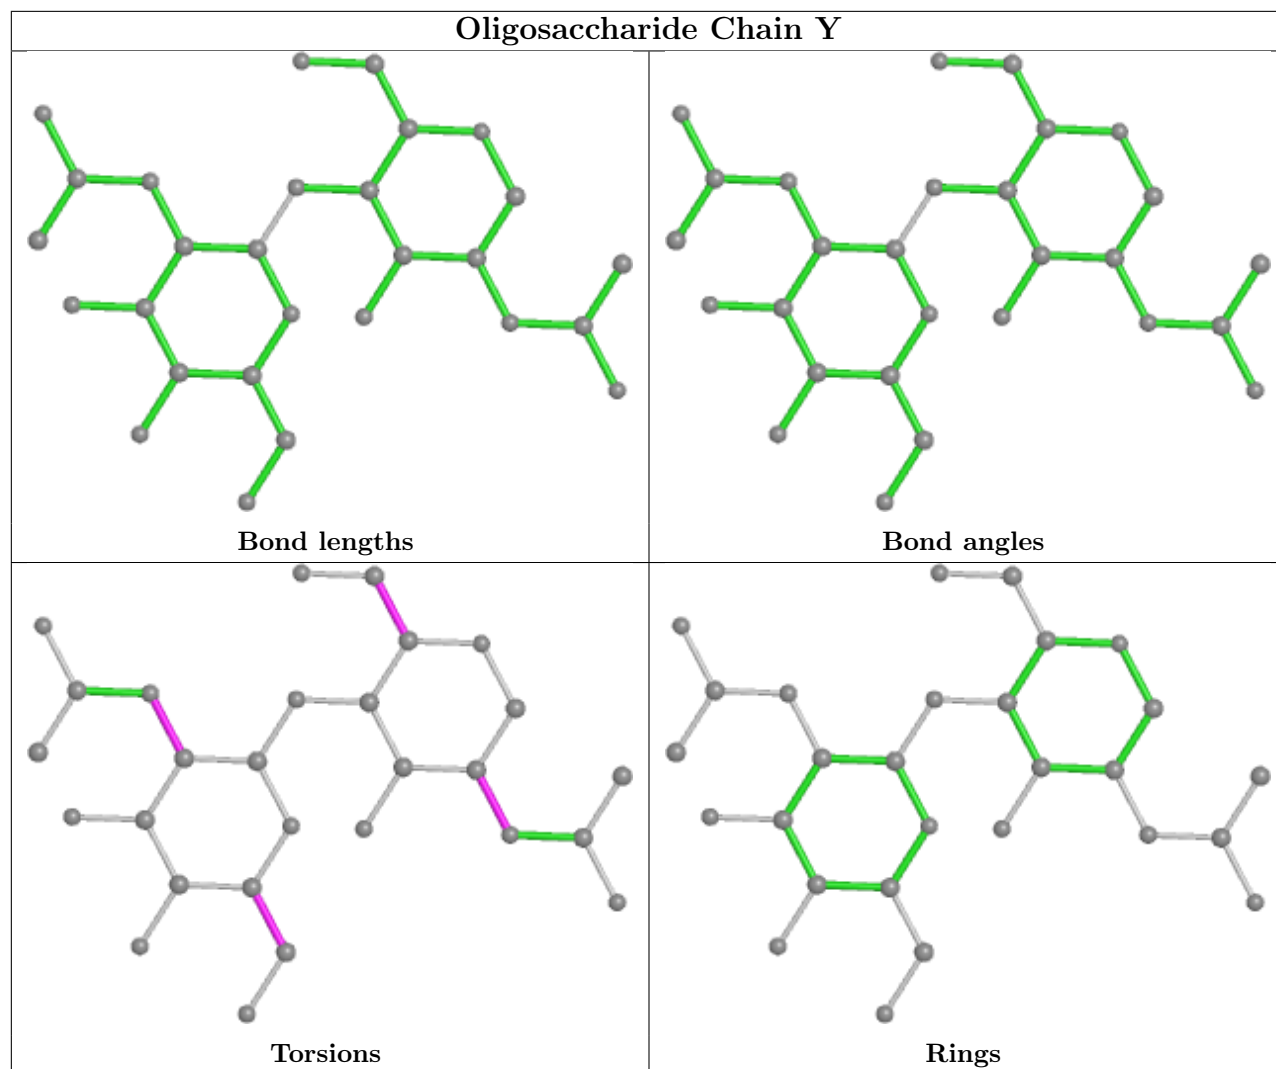 Oligosaccharide Chain Y
Bond lengths
Bond angles
Torsions
Rings